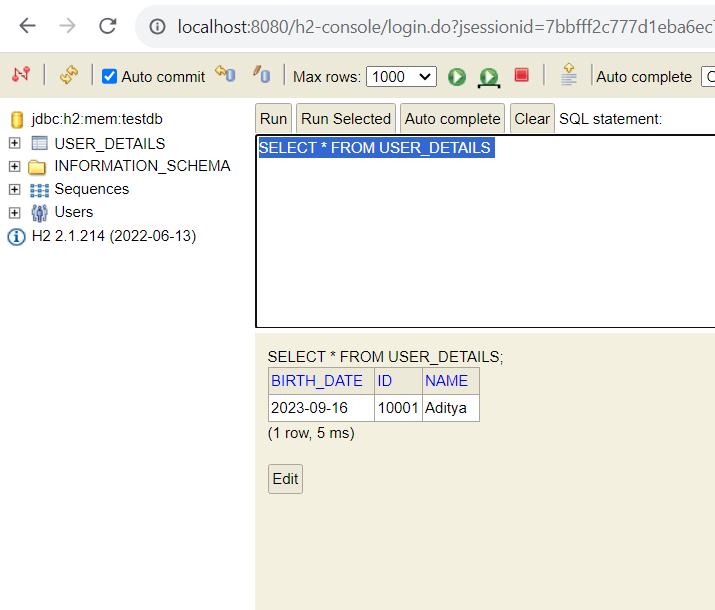 localhost:8080/h2-console/login.do?jsessionid=7bbfff2c777d1eba6ec7
Auto commit Max rows: 1000 Auto complete
jdbc:h2:mem:testdb
USER_DETAILS
INFORMATION_SCHEMA
Sequences
Users
H2 2.1.214 (2022-06-13)
Run Run Selected Auto complete Clear SQL statement:
SELECT * FROM USER_DETAILS
SELECT * FROM USER_DETAILS;
BIRTH_DATE ID NAME
2023-09-16 10001 Aditya
(1 row, 5 ms)
Edit